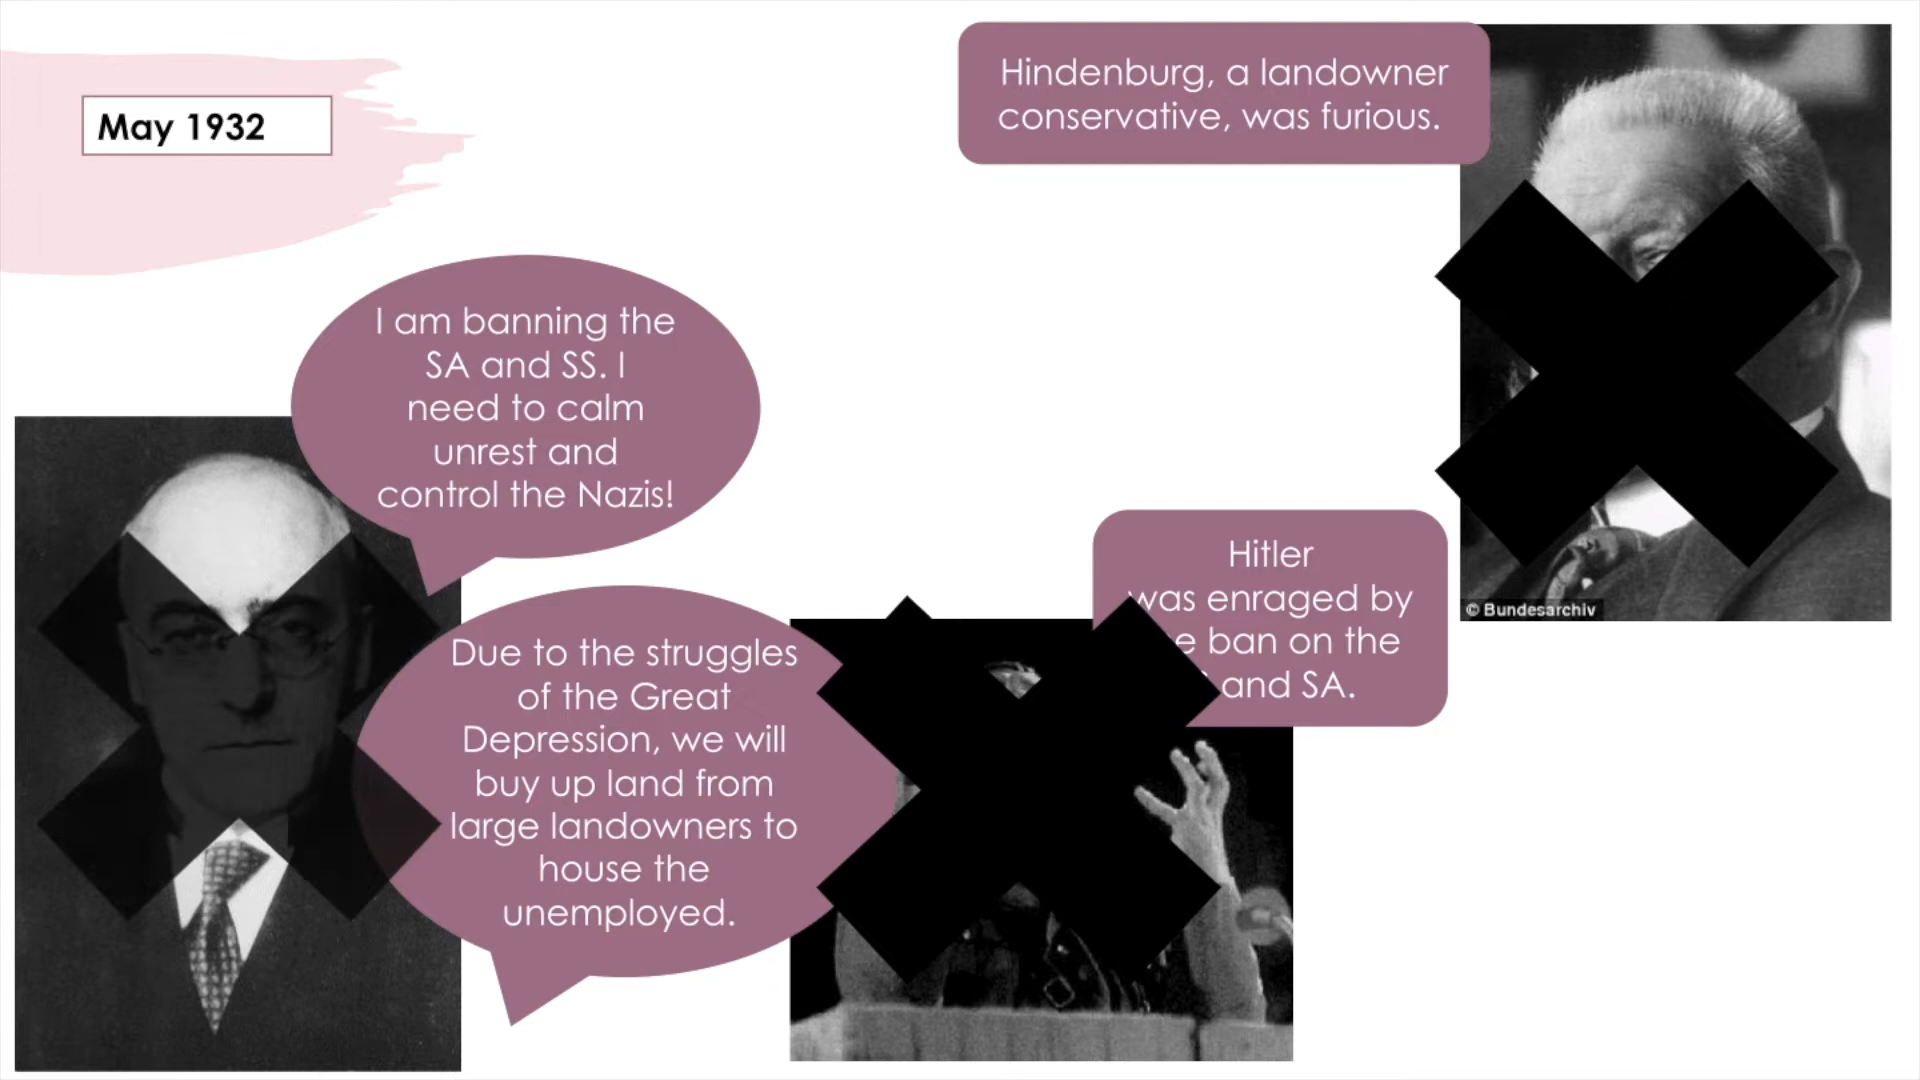 May 1932
Hindenburg, a landowner
conservative, was furious.
I am banning the
SA and SS. I
need to calm
unrest and
control the Nazis!
Due to the struggles
of the Great
Depression, we will
buy up land from
large landowners to
house the
unemployed.
Hitler
was enraged by
ban on the
and SA.
© Bundesarchiv